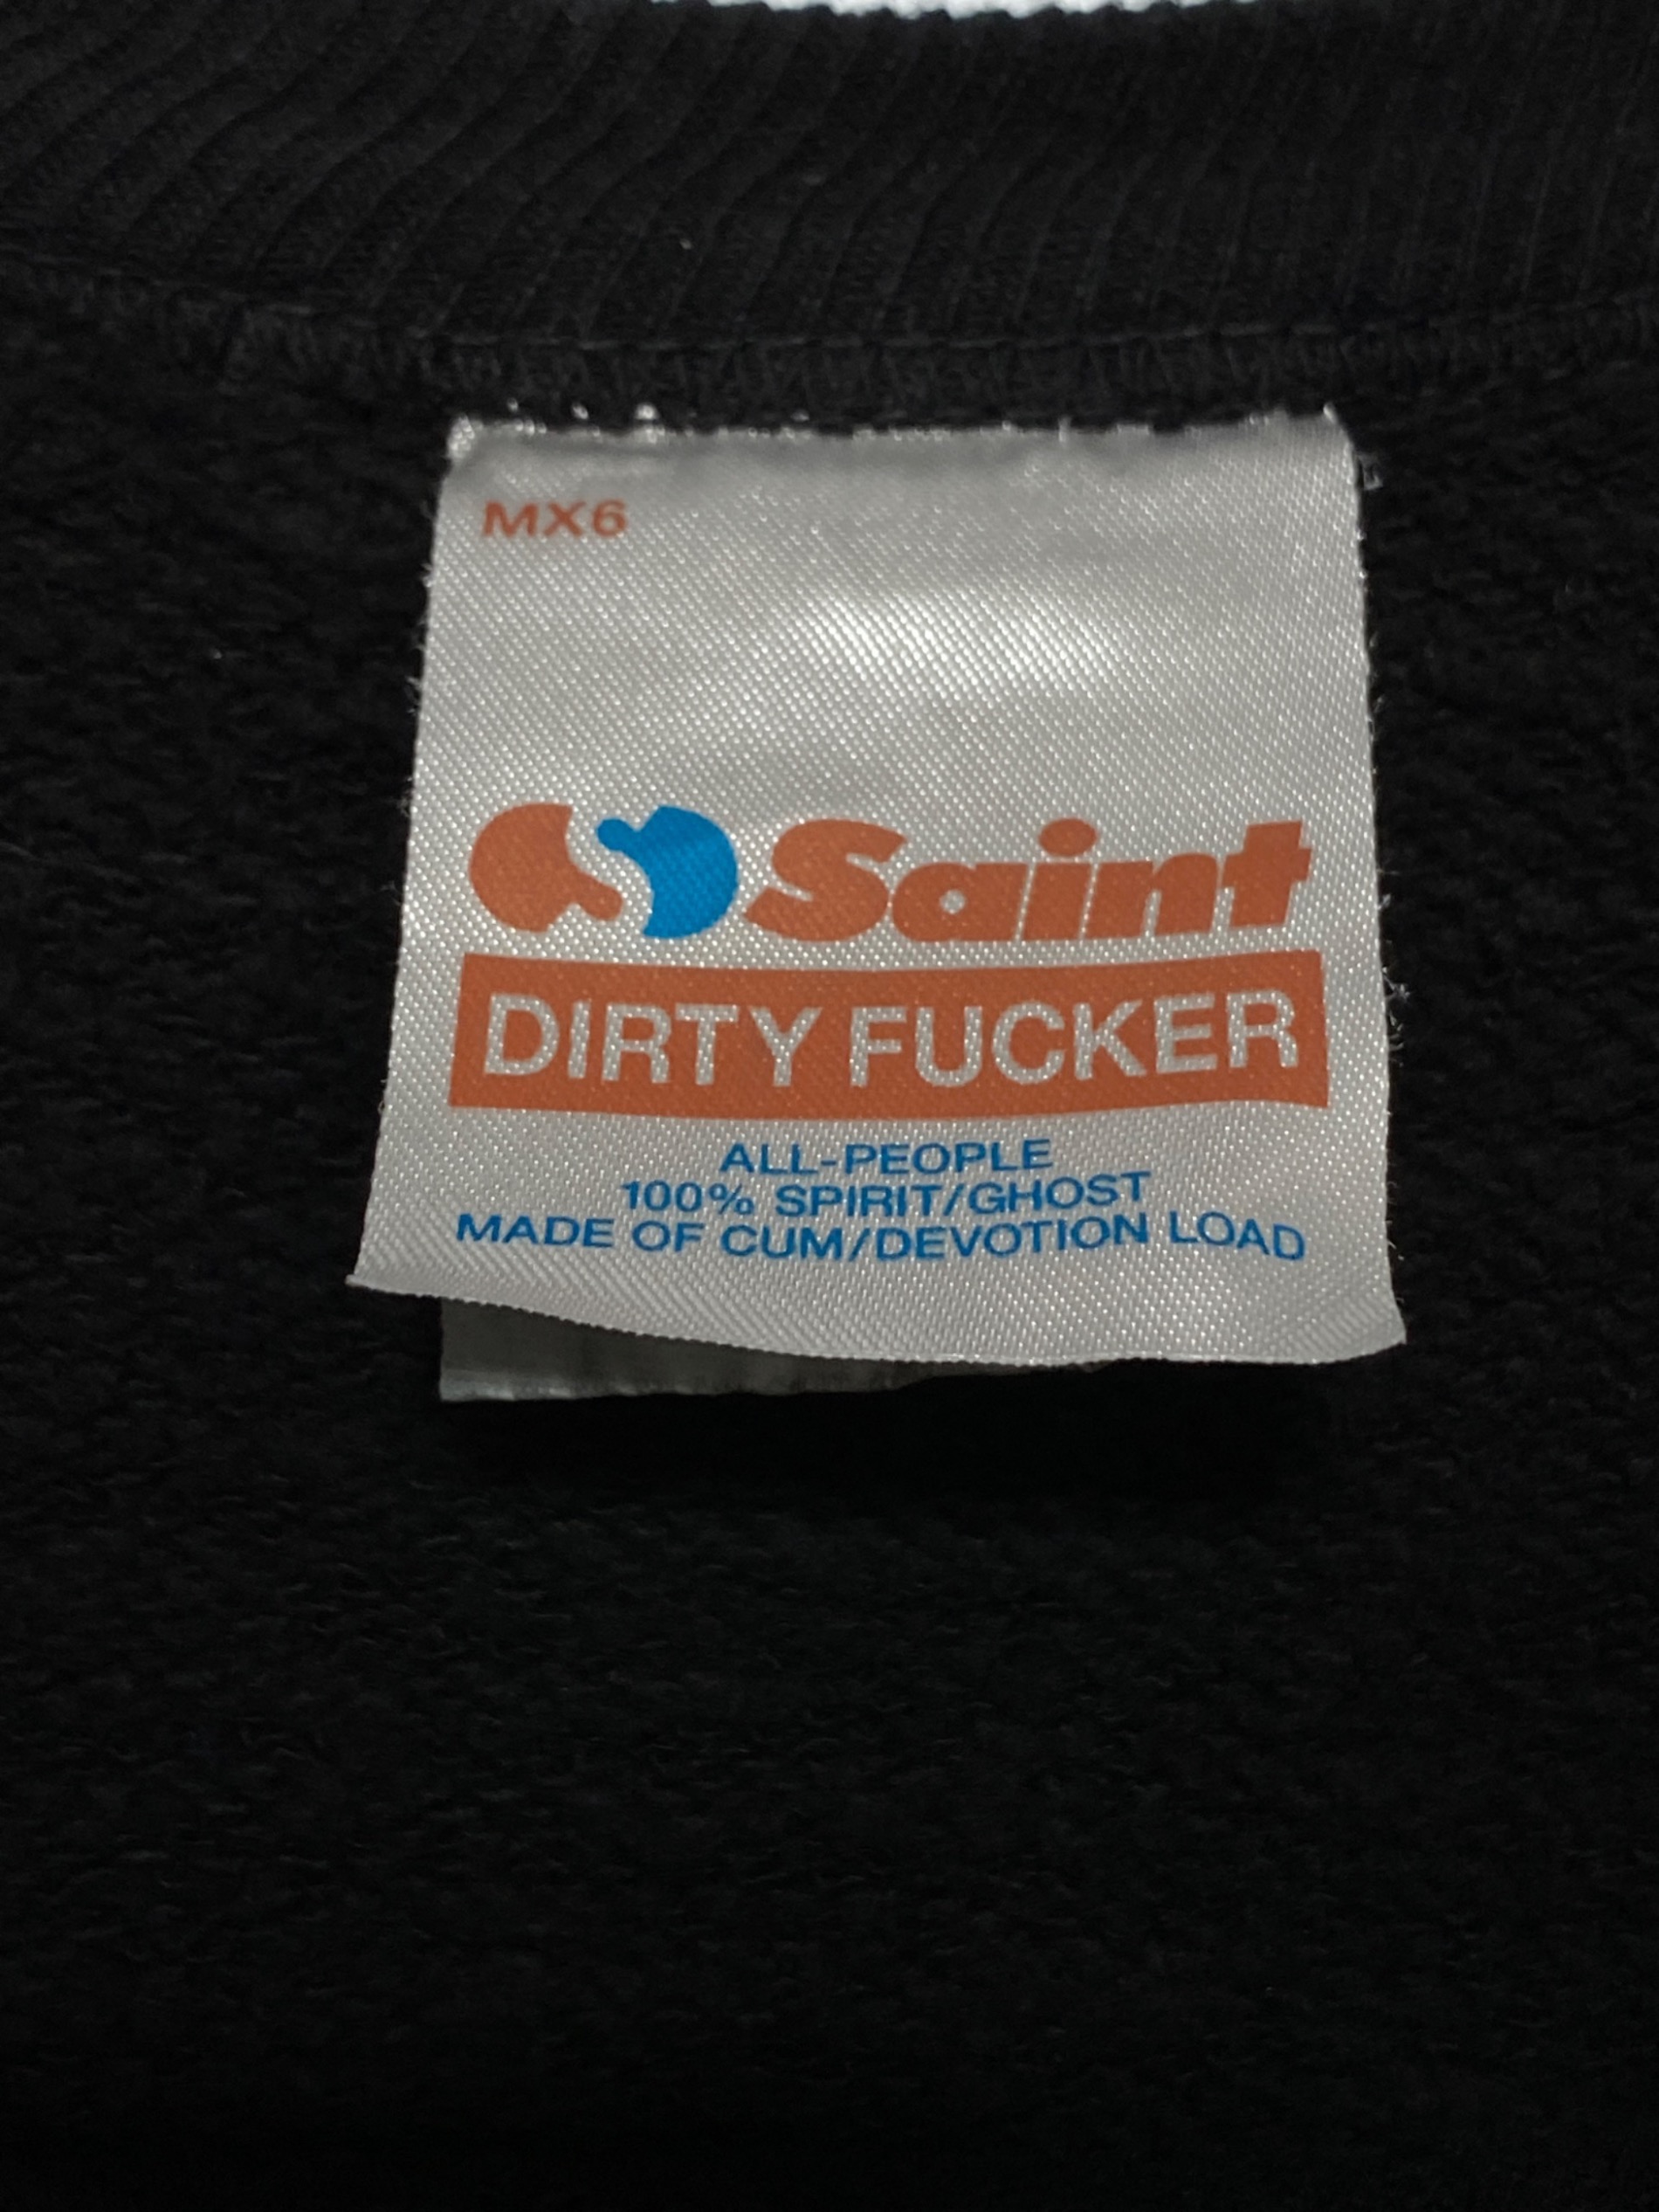 MX6
Saint
DIRTY FUCKER
ALL-PEOPLE
100% SPIRIT/GHOST
MADE OF CUM/DEVOTION LOAD